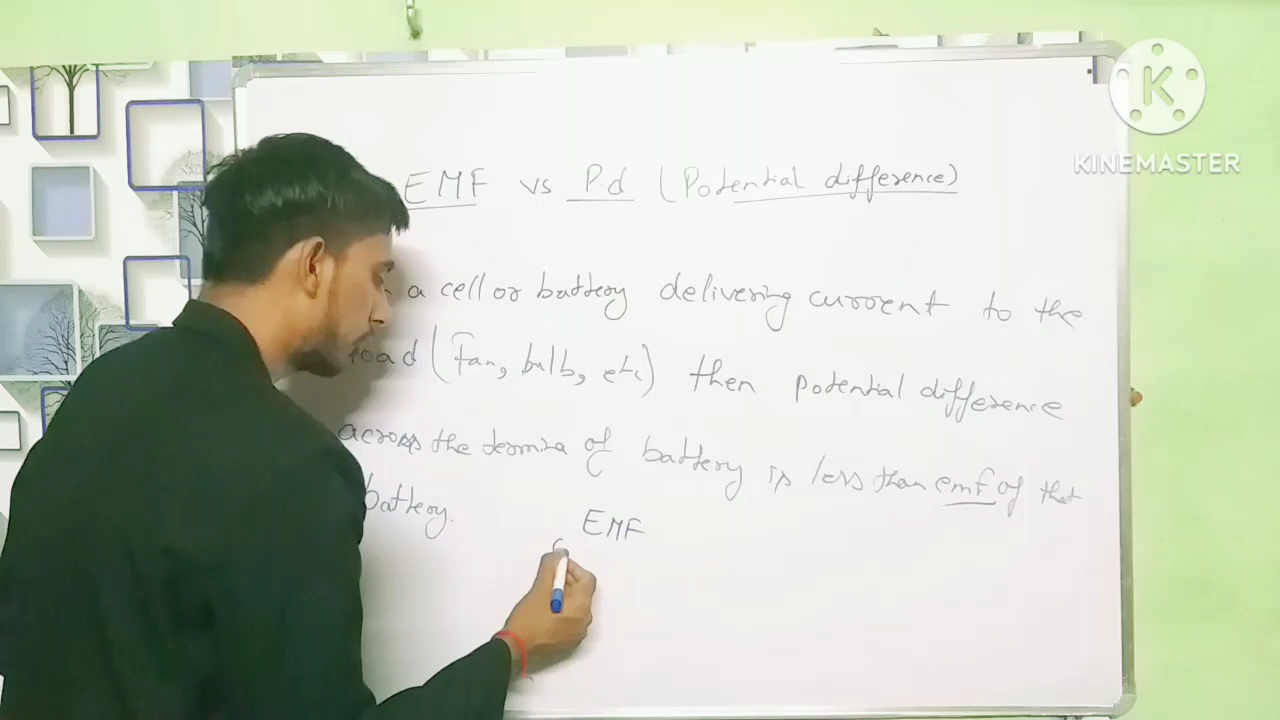 K
KINEMASTER
EMF vs P.d (Potential difference)
a cell or battery delivering current to the
load (Fan, bulb, etc) then potential difference
across the termina of battery is less than emf of that
battery.
EMF